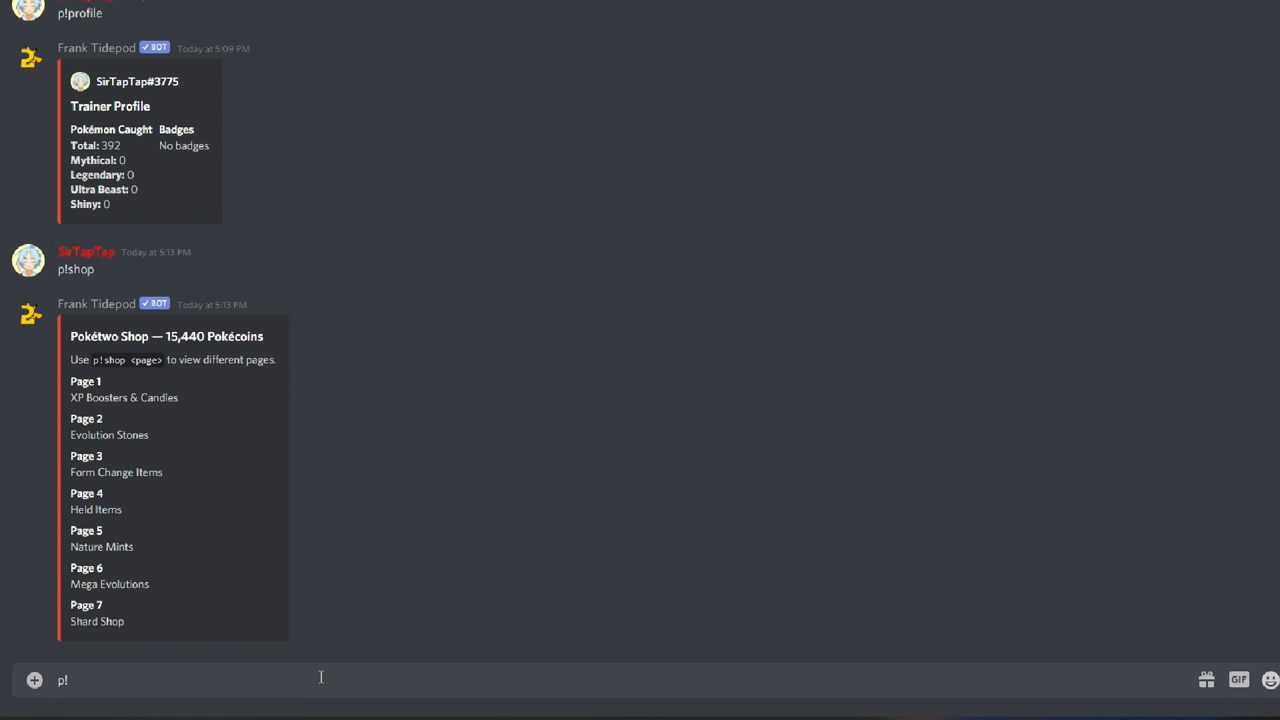 p!profile
Frank Tidepod ✓ BOT Today at 5:09 PM
SirTapTap#3775
Trainer Profile
Pokémon Caught Badges
Total: 392 No badges
Mythical: 0
Legendary: 0
Ultra Beast: 0
Shiny: 0
SirTapTap Today at 5:13 PM
p!shop
Frank Tidepod ✓ BOT Today at 5:13 PM
Pokétwo Shop — 15,440 Pokécoins
Use p!shop <page> to view different pages.
Page 1
XP Boosters & Candies
Page 2
Evolution Stones
Page 3
Form Change Items
Page 4
Held Items
Page 5
Nature Mints
Page 6
Mega Evolutions
Page 7
Shard Shop
p!
GIF